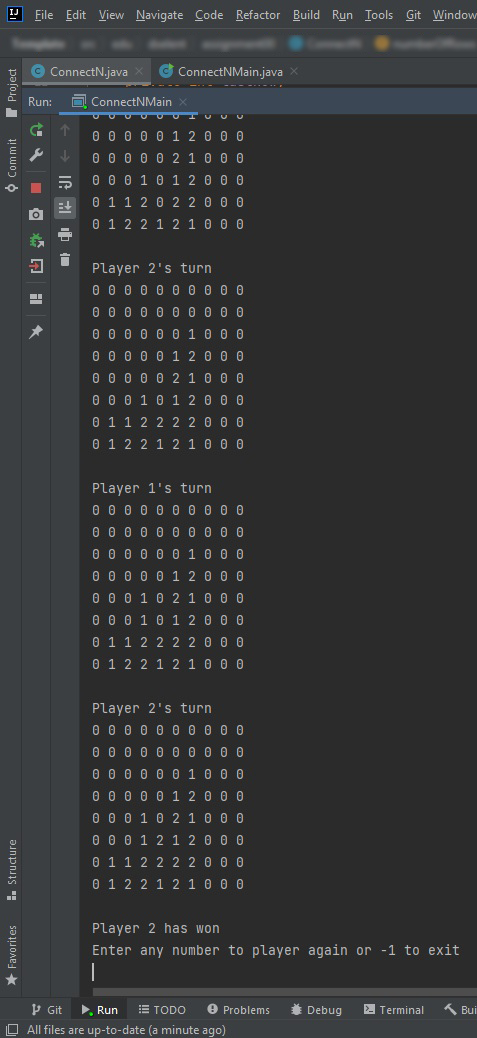 File Edit View Navigate Code Refactor Build Run Tools Git Window
ConnectN.java ConnectNMain.java
Project
Run: ConnectNMain
Commit
0 0 0 0 0 1 2 0 0 0
0 0 0 0 0 2 1 0 0 0
0 0 0 1 0 1 2 0 0 0
0 1 1 2 0 2 2 0 0 0
0 1 2 2 1 2 1 0 0 0
Player 2's turn
0 0 0 0 0 0 0 0 0 0
0 0 0 0 0 0 0 0 0 0
0 0 0 0 0 0 1 0 0 0
0 0 0 0 0 1 2 0 0 0
0 0 0 0 0 2 1 0 0 0
0 0 0 1 0 1 2 0 0 0
0 1 1 2 2 2 2 0 0 0
0 1 2 2 1 2 1 0 0 0
Player 1's turn
0 0 0 0 0 0 0 0 0 0
0 0 0 0 0 0 0 0 0 0
0 0 0 0 0 0 1 0 0 0
0 0 0 0 0 1 2 0 0 0
0 0 0 1 0 2 1 0 0 0
0 0 0 1 0 1 2 0 0 0
0 1 1 2 2 2 2 0 0 0
0 1 2 2 1 2 1 0 0 0
Player 2's turn
0 0 0 0 0 0 0 0 0 0
0 0 0 0 0 0 0 0 0 0
0 0 0 0 0 0 1 0 0 0
0 0 0 0 0 1 2 0 0 0
0 0 0 1 0 2 1 0 0 0
0 0 0 1 2 1 2 0 0 0
0 1 1 2 2 2 2 0 0 0
0 1 2 2 1 2 1 0 0 0
Player 2 has won
Enter any number to player again or -1 to exit
Structure
Favorites
Git Run TODO Problems Debug Terminal Bui
All files are up-to-date (a minute ago)